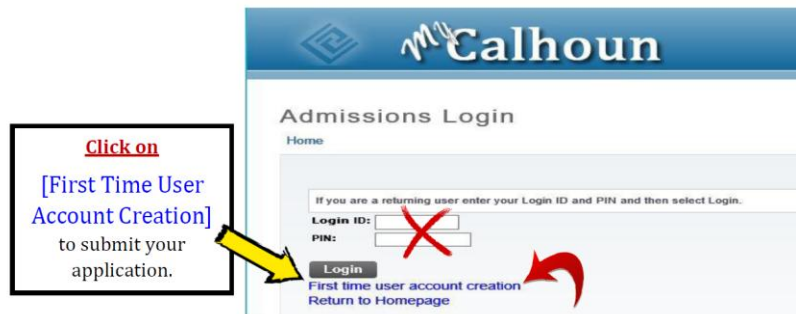 myCalhoun
Admissions Login
Home
If you are a returning user enter your Login ID and PIN and then select Login.
Login ID:
PIN:
Login
First time user account creation
Return to Homepage
Click on
[First Time User
Account Creation]
to submit your
application.